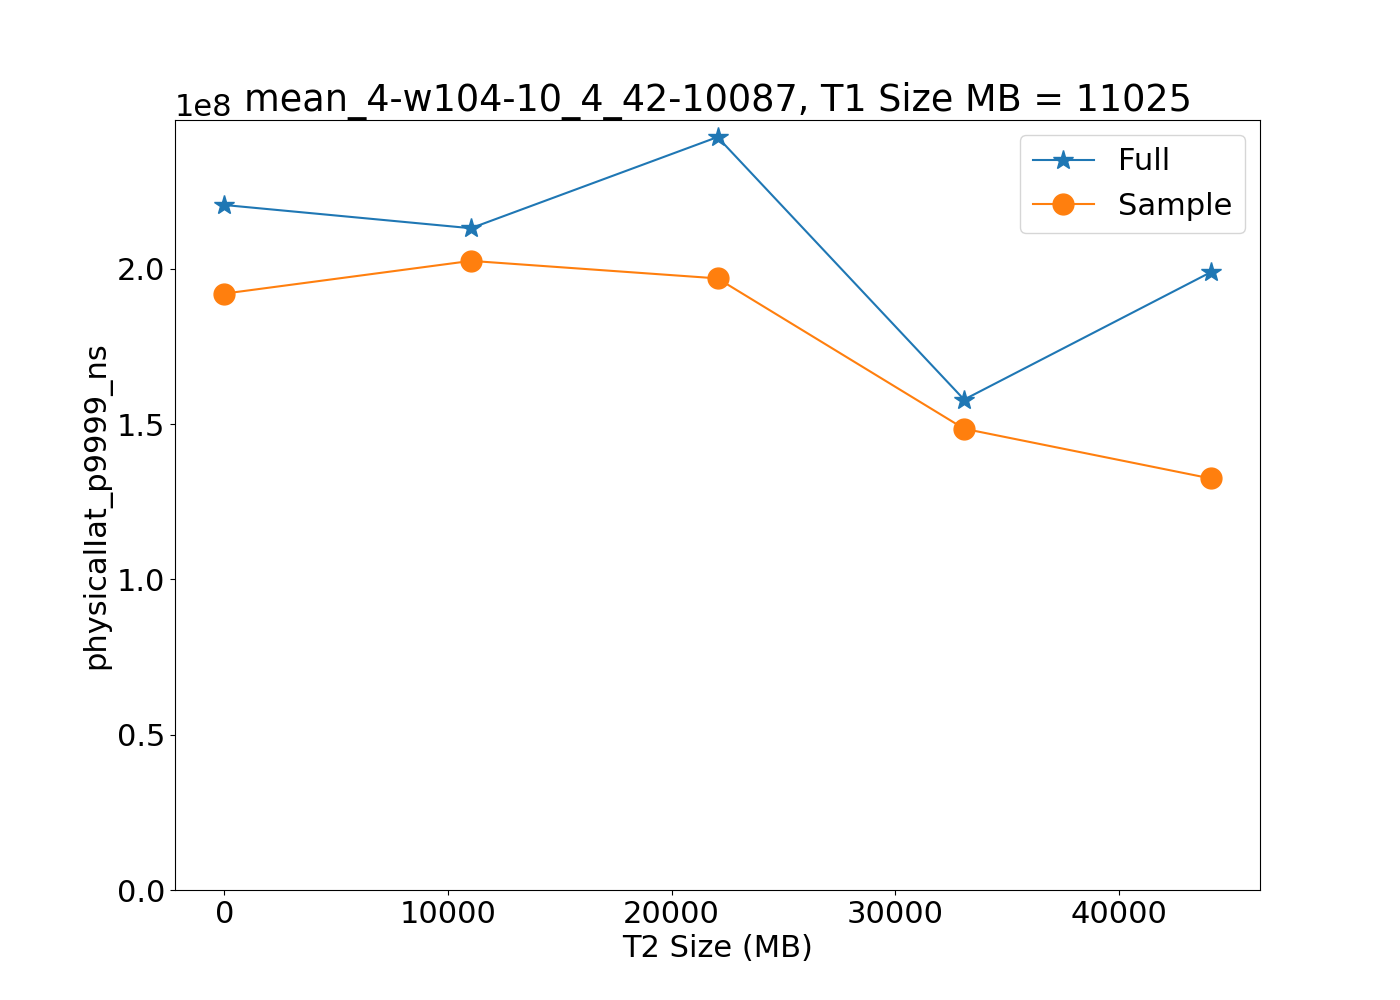 1e8
mean_4-w104-10_4_42-10087, T1 Size MB = 11025
Full
Sample
physicallat_p9999_ns
2.0
1.5
1.0
0.5
0.0
0 10000 20000 30000 40000
T2 Size (MB)